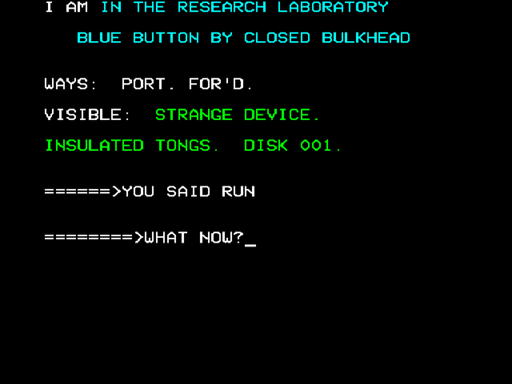 I AM IN THE RESEARCH LABORATORY
BLUE BUTTON BY CLOSED BULKHEAD
WAYS: PORT. FOR'D.
VISIBLE: STRANGE DEVICE.
INSULATED TONGS. DISK 001.
======>YOU SAID RUN
========>WHAT NOW?_